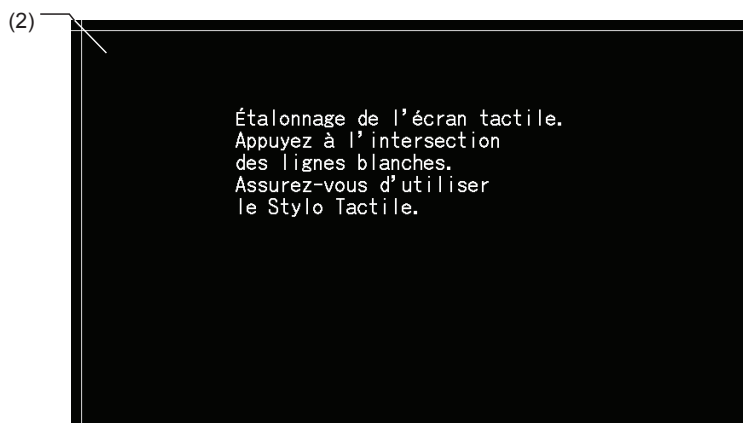 (2)
Étalonnage de l'écran tactile.
Appuyez à l'intersection
des lignes blanches.
Assurez-vous d'utiliser
le Stylo Tactile.